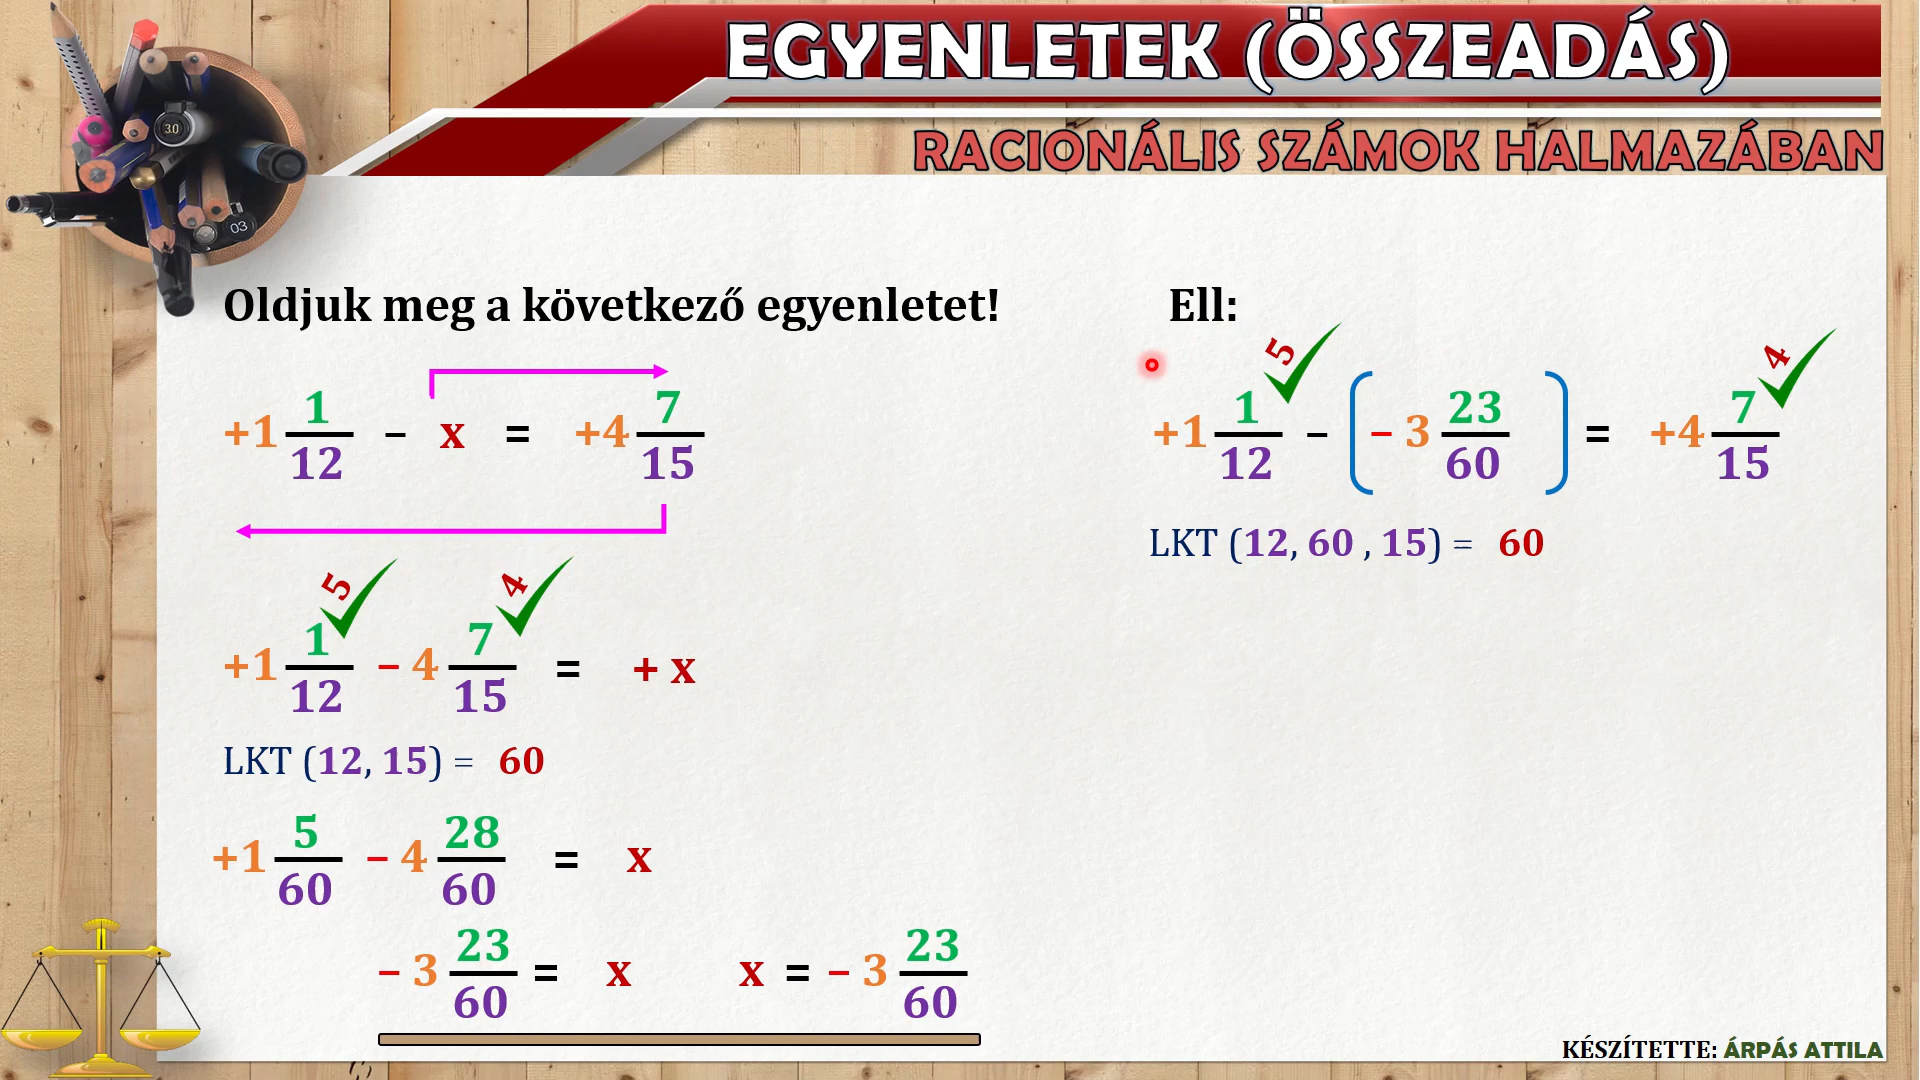 EGYENLETEK (ÖSSZEADÁS)
RACIONÁLIS SZÁMOK HALMAZÁBAN
3.0
03
Oldjuk meg a következő egyenletet!
+1 1/12 – x = +4 7/15
5 4
+1 1/12 – 4 7/15 = + x
LKT (12, 15) = 60
+1 5/60 – 4 28/60 = x
– 3 23/60 = x x = – 3 23/60
Ell:
5 4
+1 1/12 – ( – 3 23/60 ) = +4 7/15
LKT (12, 60 , 15) = 60
KÉSZÍTETTE: ÁRPÁS ATTILA